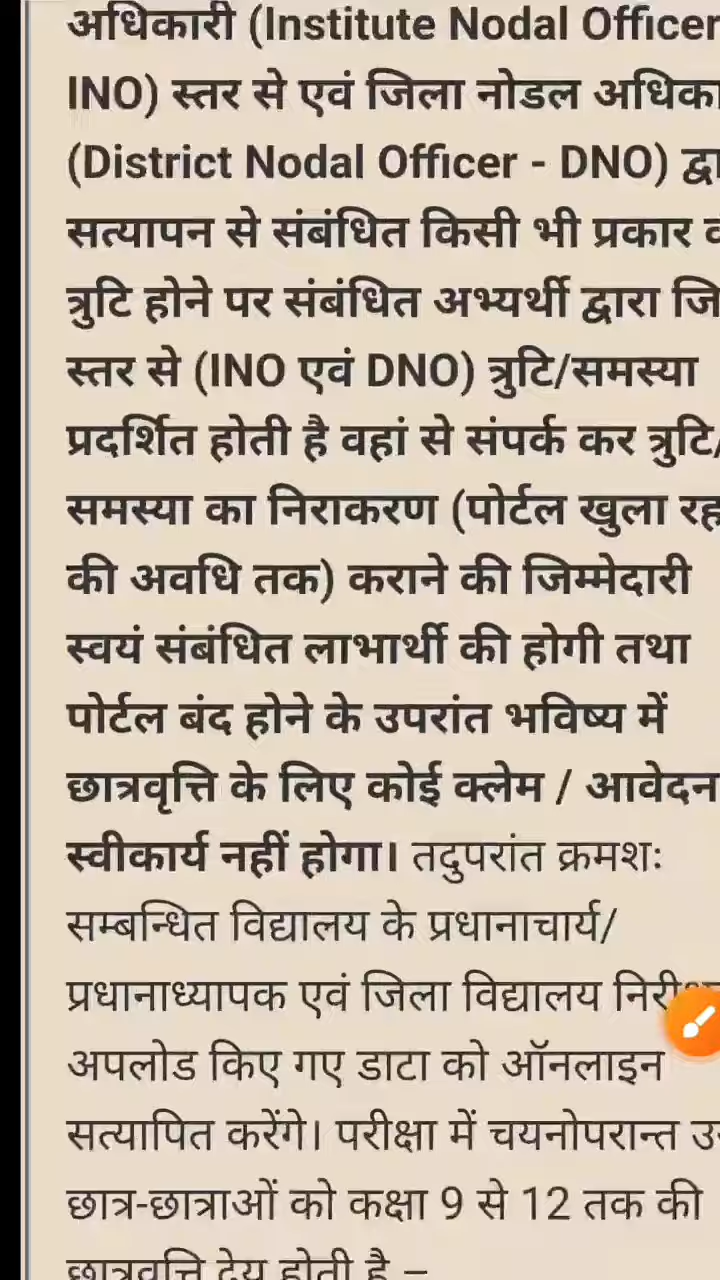 अधिकारी (Institute Nodal Officer
INO) स्तर से एवं जिला नोडल
(District Nodal Officer - DNO)
सत्यापन से संबंधित किसी भी प्रकार
त्रुटि होने पर संबंधित अभ्यर्थी द्वारा
स्तर से (INO एवं DNO) त्रुटि/समस्या
प्रदर्शित होती है वहां से संपर्क कर त्रुटि/
समस्या का निराकरण (पोर्टल खुला
की अवधि तक) कराने की जिम्मेदारी
स्वयं संबंधित लाभार्थी की होगी तथा
पोर्टल बंद होने के उपरांत भविष्य में
छात्रवृत्ति के लिए कोई क्लेम / आवेदन
स्वीकार्य नहीं होगा। तदुपरांत क्रमशः
सम्बन्धित विद्यालय के प्रधानाचार्य/
प्रधानाध्यापक एवं जिला विद्यालय
अपलोड किए गए डाटा को ऑनलाइन
सत्यापित करेंगे। परीक्षा में चयनोपरान्त
छात्र-छात्राओं को कक्षा 9 से 12 तक की
छात्रवृत्ति देय होती है –